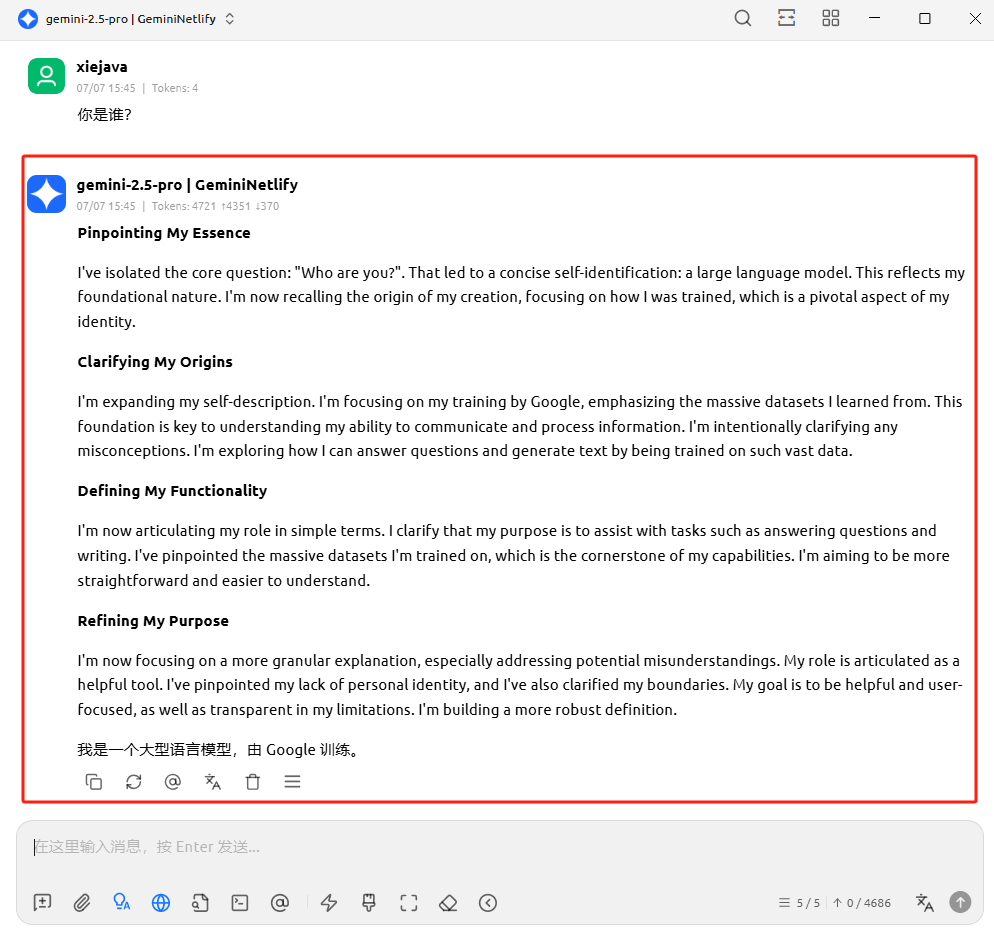 gemini-2.5-pro | GeminiNetlify
xiejava
07/07 15:45 | Tokens: 4
你是谁?
gemini-2.5-pro | GeminiNetlify
07/07 15:45 | Tokens: 4721 ↑4351 ↓370
Pinpointing My Essence
I've isolated the core question: "Who are you?". That led to a concise self-identification: a large language model. This reflects my
foundational nature. I'm now recalling the origin of my creation, focusing on how I was trained, which is a pivotal aspect of my
identity.
Clarifying My Origins
I'm expanding my self-description. I'm focusing on my training by Google, emphasizing the massive datasets I learned from. This
foundation is key to understanding my ability to communicate and process information. I'm intentionally clarifying any
misconceptions. I'm exploring how I can answer questions and generate text by being trained on such vast data.
Defining My Functionality
I'm now articulating my role in simple terms. I clarify that my purpose is to assist with tasks such as answering questions and
writing. I've pinpointed the massive datasets I'm trained on, which is the cornerstone of my capabilities. I'm aiming to be more
straightforward and easier to understand.
Refining My Purpose
I'm now focusing on a more granular explanation, especially addressing potential misunderstandings. My role is articulated as a
helpful tool. I've pinpointed my lack of personal identity, and I've also clarified my boundaries. My goal is to be helpful and user-
focused, as well as transparent in my limitations. I'm building a more robust definition.
我是一个大型语言模型，由 Google 训练。
在这里输入消息，按 Enter 发送...
5 / 5 ↑ 0 / 4686